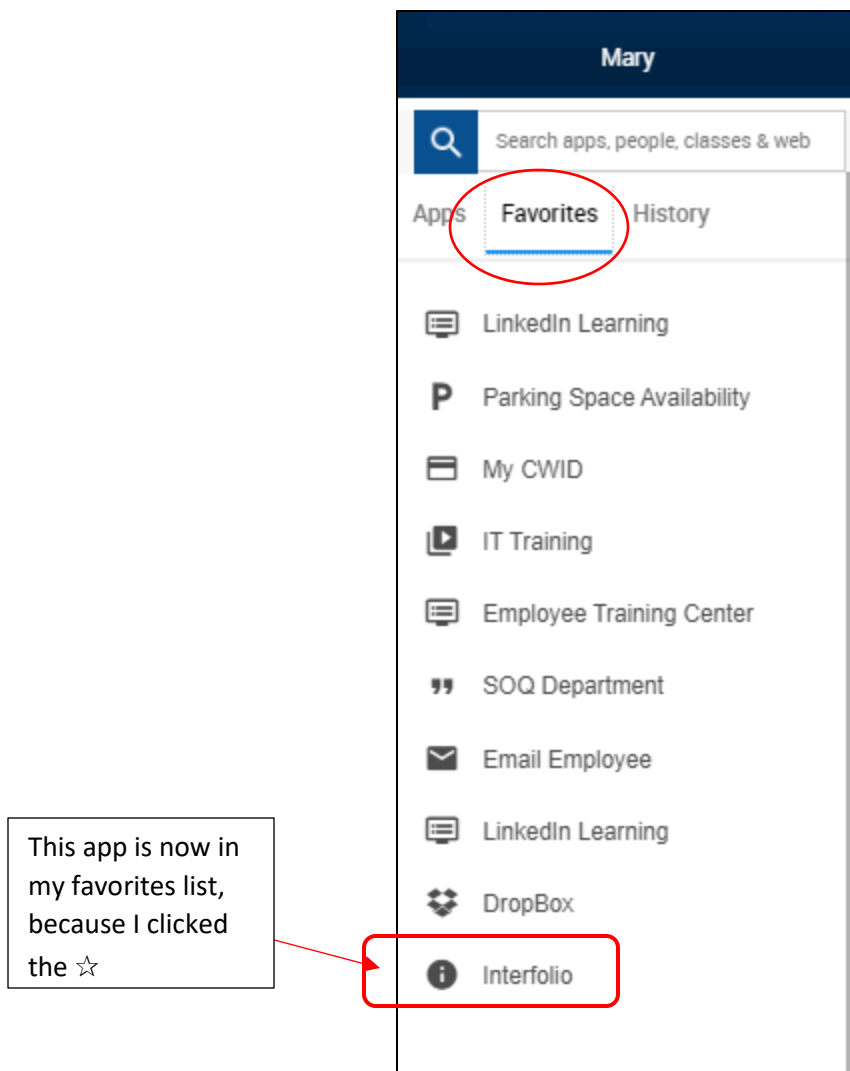 Mary
Search apps, people, classes & web
Apps Favorites History
LinkedIn Learning
P Parking Space Availability
My CWID
IT Training
Employee Training Center
SOQ Department
Email Employee
LinkedIn Learning
DropBox
Interfolio
This app is now in
my favorites list,
because I clicked
the ☆